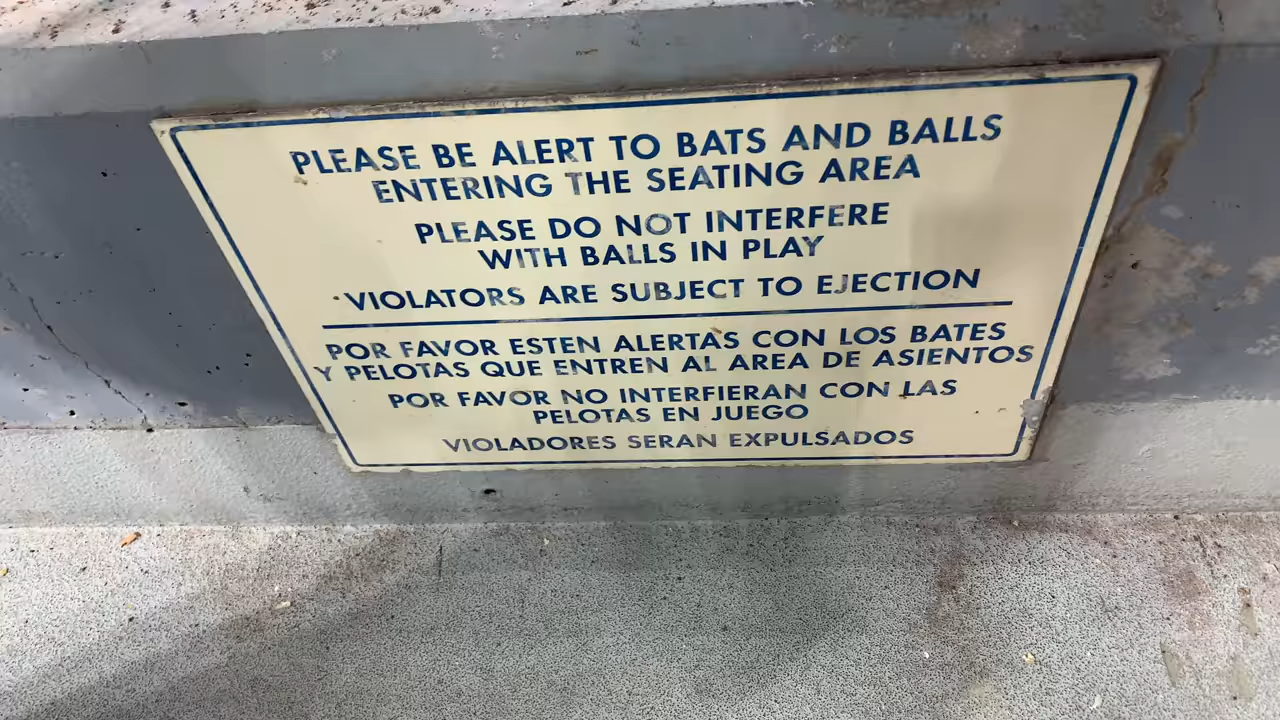 PLEASE BE ALERT TO BATS AND BALLS
ENTERING THE SEATING AREA
PLEASE DO NOT INTERFERE
WITH BALLS IN PLAY
VIOLATORS ARE SUBJECT TO EJECTION
POR FAVOR ESTEN ALERTAS CON LOS BATES
Y PELOTAS QUE ENTREN AL AREA DE ASIENTOS
POR FAVOR NO INTERFIERAN CON LAS
PELOTAS EN JUEGO
VIOLADORES SERAN EXPULSADOS